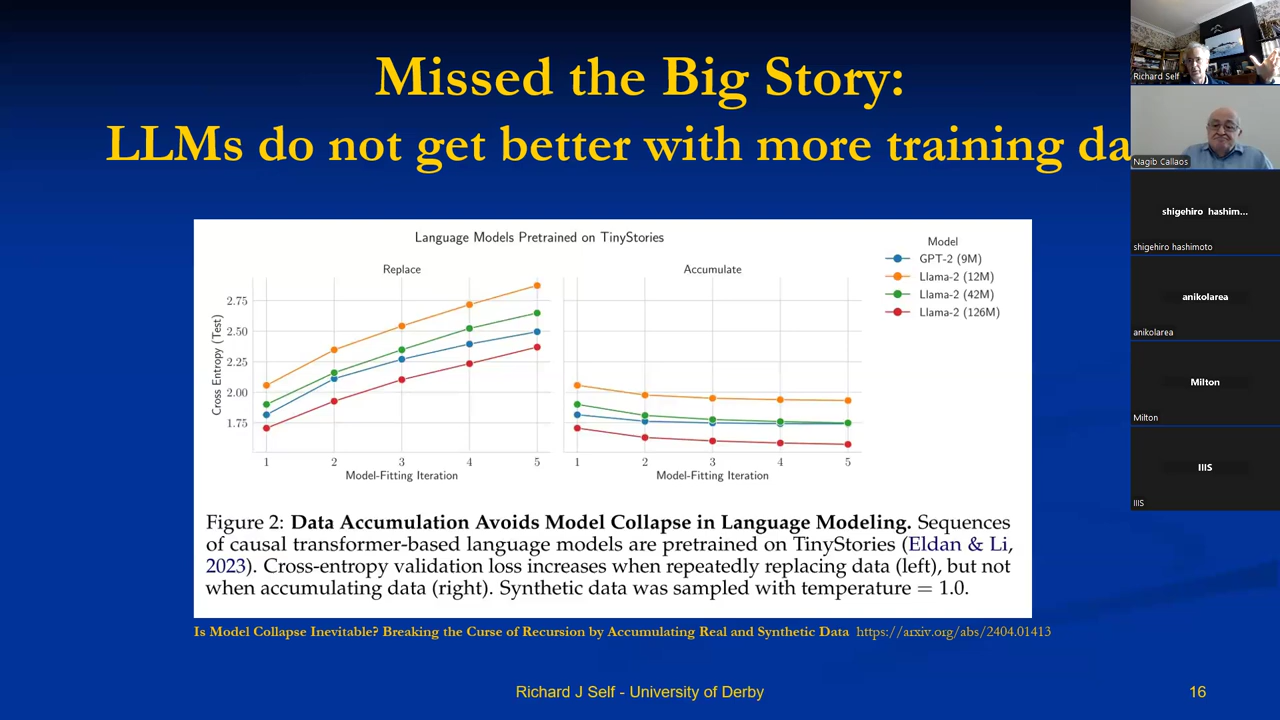 Missed the Big Story:
LLMs do not get better with more training da
Language Models Pretrained on TinyStories
Replace
Accumulate
Cross Entropy (Test)
2.75
2.50
2.25
2.00
1.75
1 2 3 4 5
Model-Fitting Iteration
1 2 3 4 5
Model-Fitting Iteration
Model
GPT-2 (9M)
Llama-2 (12M)
Llama-2 (42M)
Llama-2 (126M)
Figure 2: Data Accumulation Avoids Model Collapse in Language Modeling. Sequences
of causal transformer-based language models are pretrained on TinyStories (Eldan & Li,
2023). Cross-entropy validation loss increases when repeatedly replacing data (left), but not
when accumulating data (right). Synthetic data was sampled with temperature = 1.0.
Is Model Collapse Inevitable? Breaking the Curse of Recursion by Accumulating Real and Synthetic Data https://arxiv.org/abs/2404.01413
Richard J Self - University of Derby
16
Richard Self
Nagib Callaos
shigehiro hashim...
shigehiro hashimoto
anikolarea
anikolarea
Milton
Milton
IIIS
IIIS